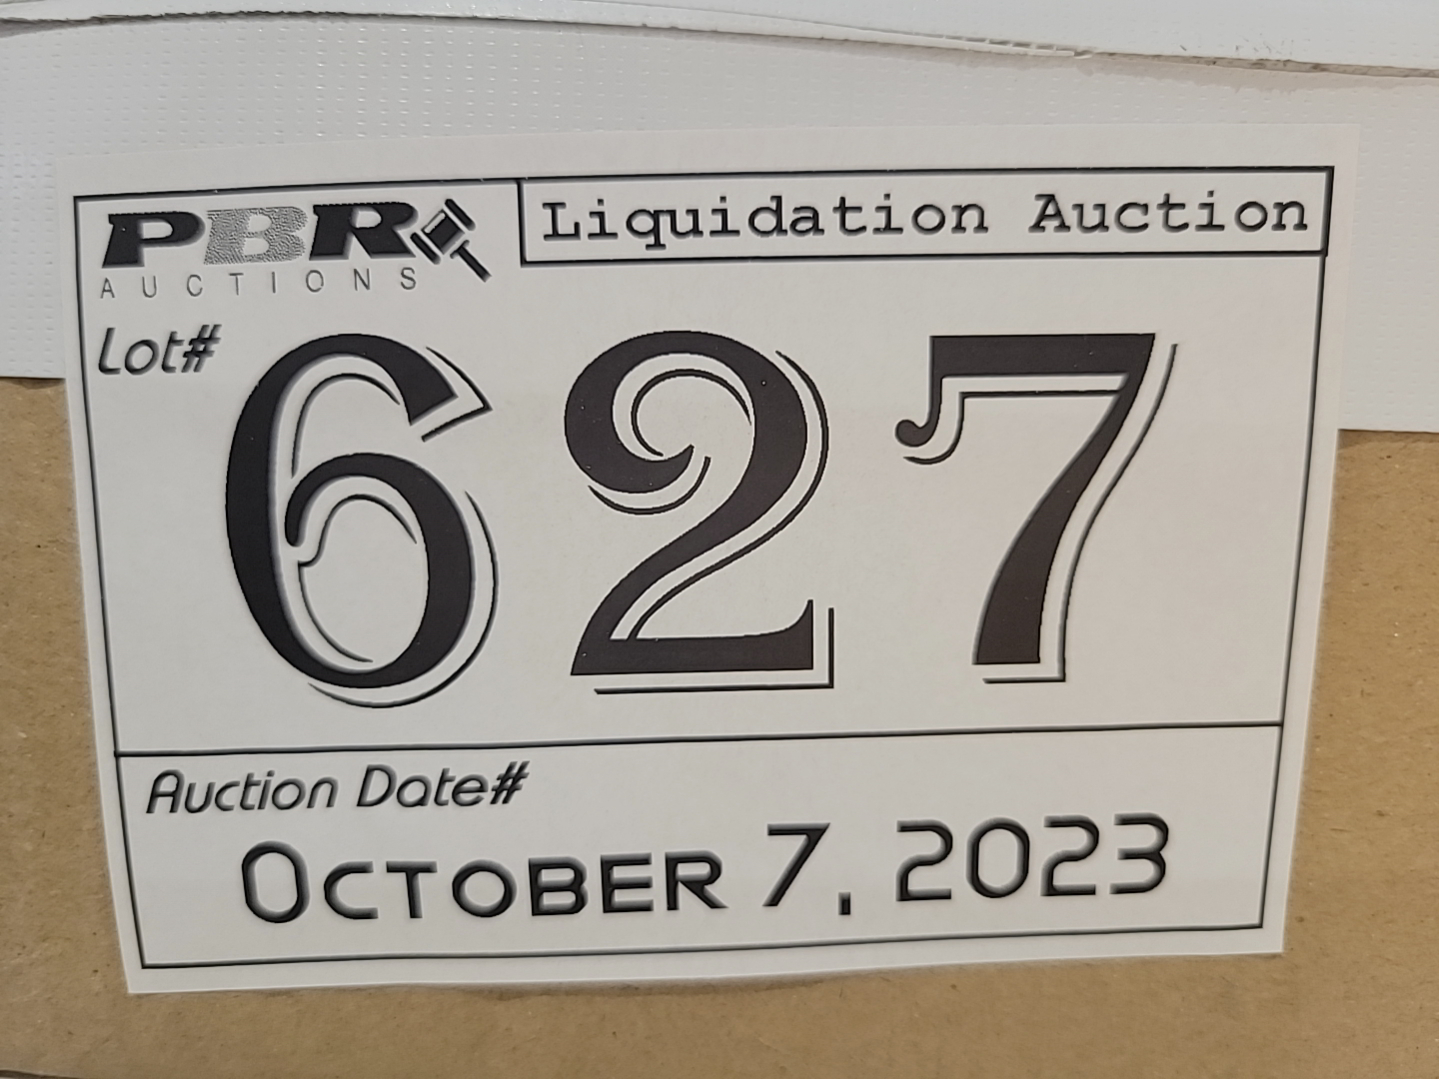 PBR
AUCTIONS
Liquidation Auction
Lot#
627
Auction Date#
OCTOBER 7, 2023